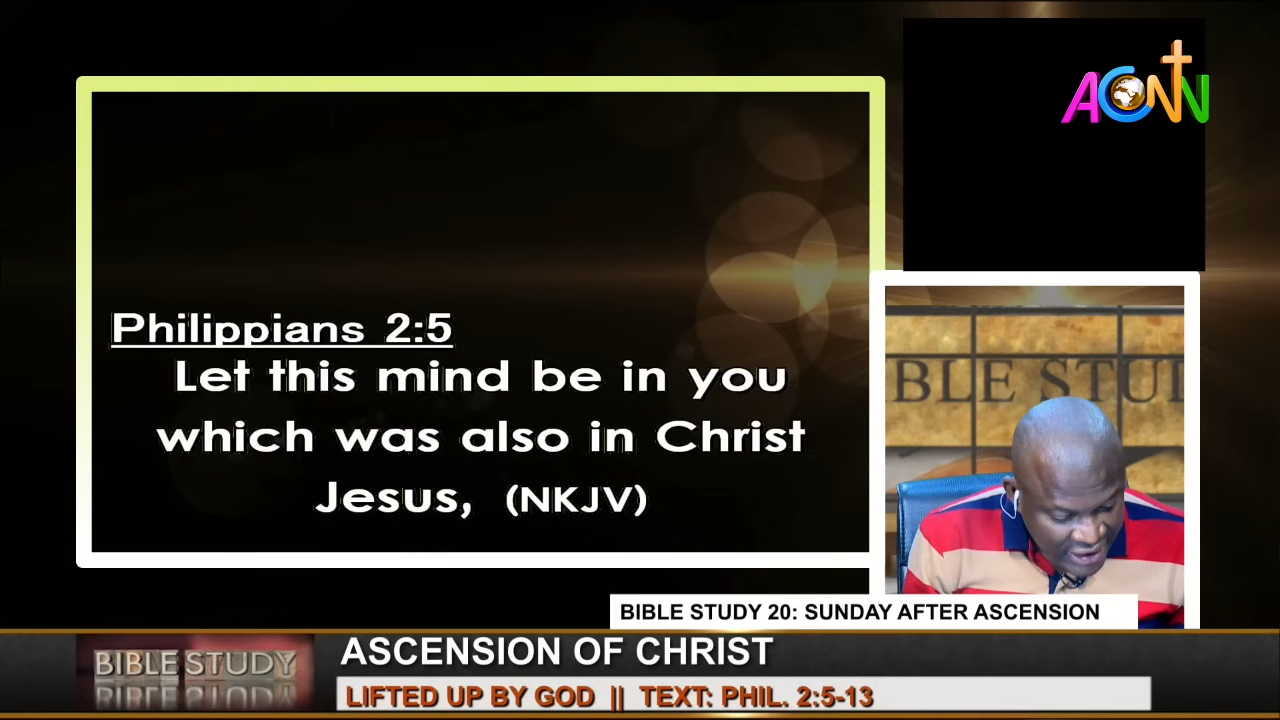 ACNN
Philippians 2:5
Let this mind be in you
which was also in Christ
Jesus, (NKJV)
BLE STU
BIBLE STUDY 20: SUNDAY AFTER ASCENSION
BIBLE STUDY
ASCENSION OF CHRIST
LIFTED UP BY GOD || TEXT: PHIL. 2:5-13